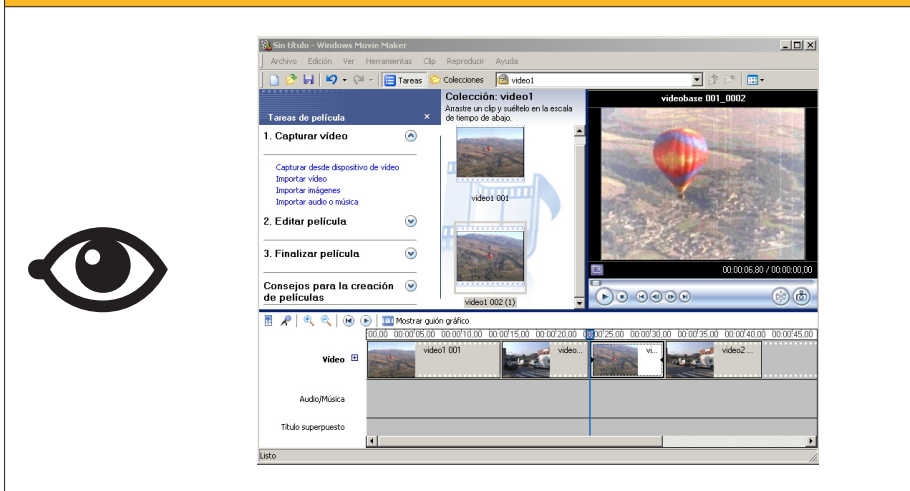 Sin título - Windows Movie Maker
Archivo Edición Ver Herramientas Clip Reproducir Ayuda
Tareas Colecciones video1
Tareas de película ×
1. Capturar vídeo
Capturar desde dispositivo de vídeo
Importar vídeo
Importar imágenes
Importar audio o música
2. Editar película
3. Finalizar película
Consejos para la creación
de películas
Colección: video1
Arrastre un clip y suéltelo en la escala
de tiempo de abajo.
video1 001
video1 002 (1)
videobase 001_0002
00:00:06,80 / 00:00:00,00
Mostrar guión gráfico
00:00 00:00'05,00 00:00'10,00 00:00'15,00 00:00'20,00 00:00'25,00 00:00'30,00 00:00'35,00 00:00'40,00 00:00'45,00
Vídeo video1 001 video... vi... video2 ...
Audio/Música
Título superpuesto
Listo